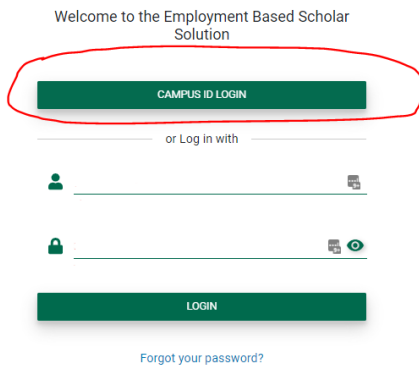 Welcome to the Employment Based Scholar
Solution
CAMPUS ID LOGIN
or Log in with
LOGIN
Forgot your password?